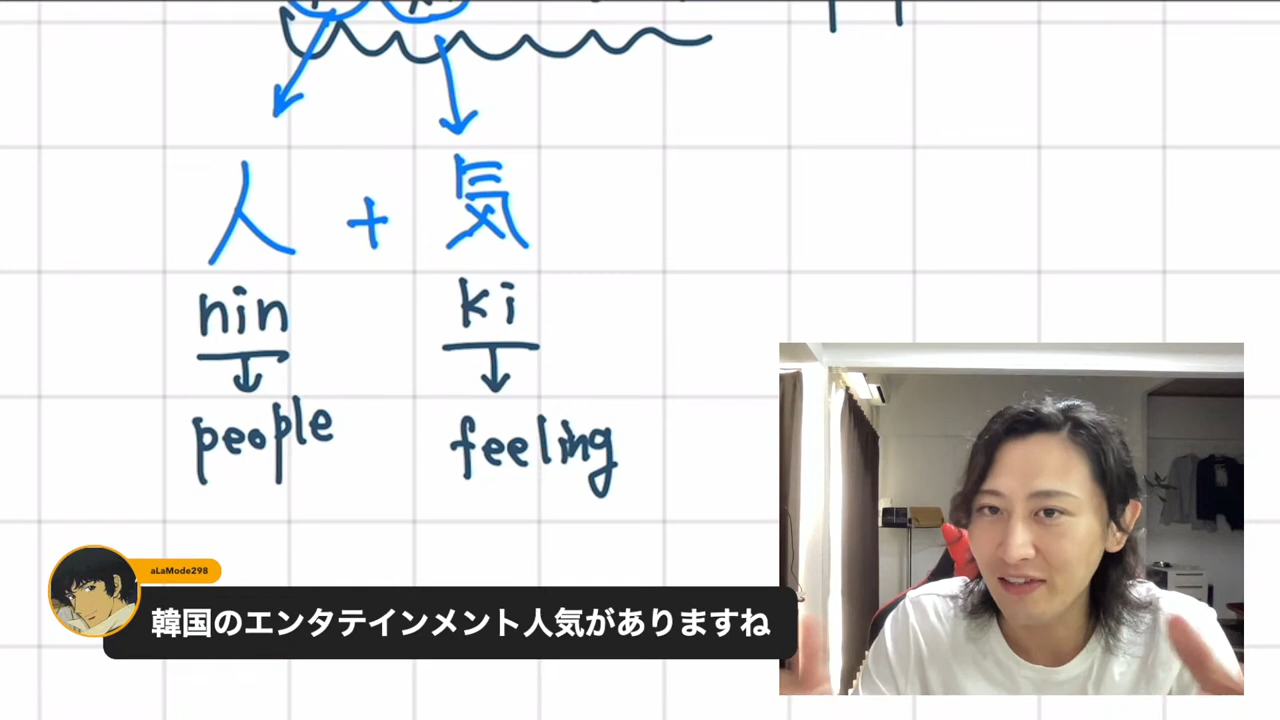 人 + 気
nin ki
people feeling
aLaMode298
韓国のエンタテインメント人気がありますね